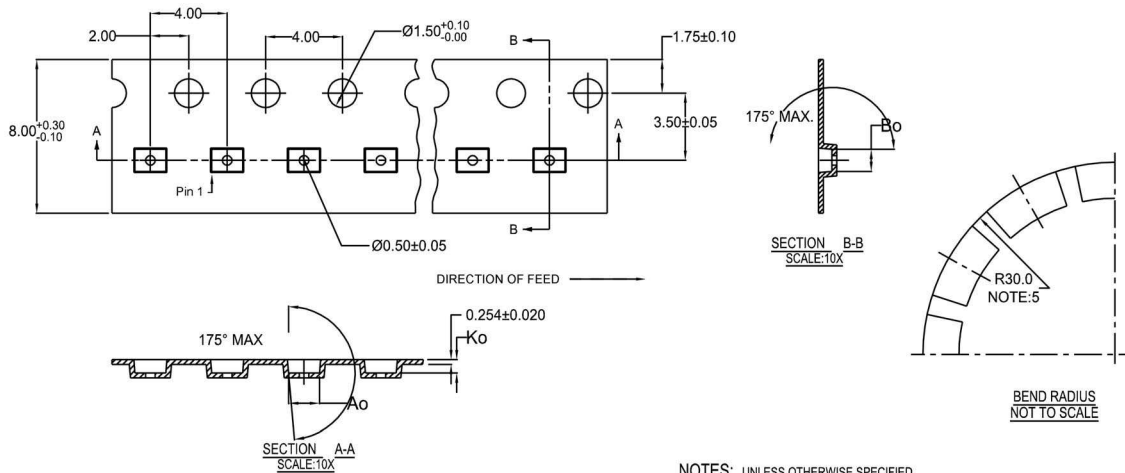 4.00
2.00
4.00
Ø1.50 +0.10 -0.00
B
1.75±0.10
8.00 +0.30 -0.10
A
A
3.50±0.05
175° MAX.
Bo
Pin 1
Ø0.50±0.05
B
SECTION B-B
SCALE:10X
DIRECTION OF FEED
R30.0
NOTE:5
175° MAX
0.254±0.020
Ko
Ao
SECTION A-A
SCALE:10X
BEND RADIUS
NOT TO SCALE
NOTES: UNLESS OTHERWISE SPECIFIED